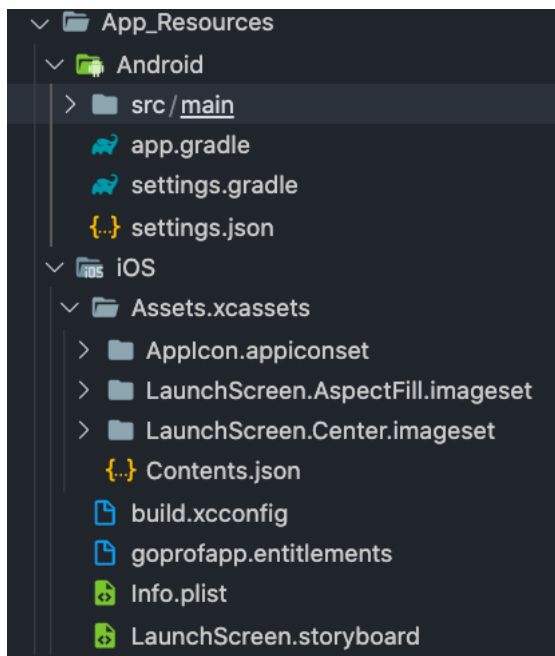 App_Resources
Android
src/main
app.gradle
settings.gradle
{..} settings.json
iOS iOS
Assets.xcassets
AppIcon.appiconset
LaunchScreen.AspectFill.imageset
LaunchScreen.Center.imageset
{..} Contents.json
build.xcconfig
goprofapp.entitlements
Info.plist
LaunchScreen.storyboard